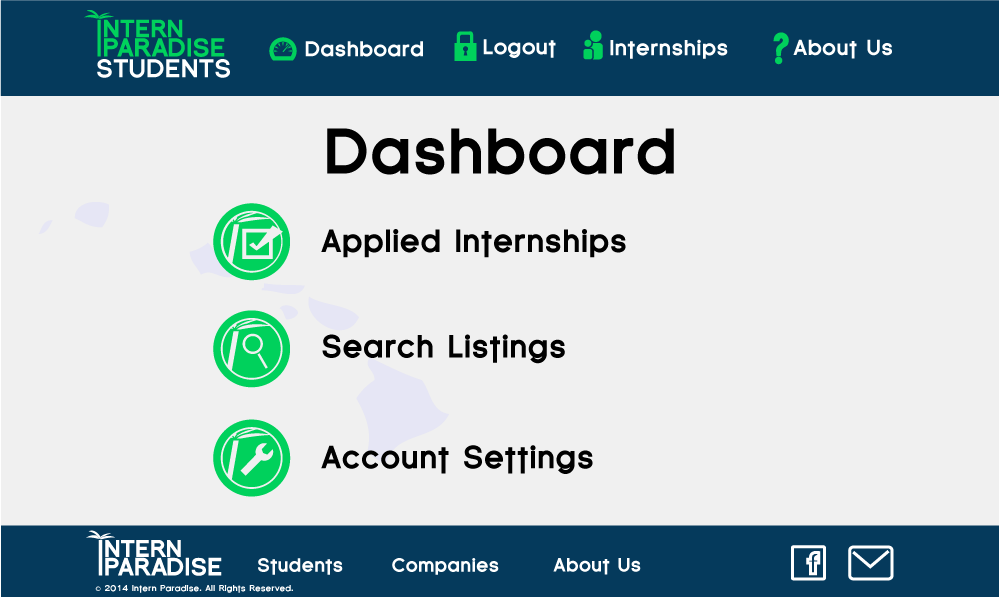 INTERN
PARADISE
STUDENTS
Dashboard Logout Internships ? About Us
Dashboard
Applied Internships
Search Listings
Account Settings
INTERN
PARADISE
Students Companies About Us f
© 2014 Intern Paradise. All Rights Reserved.